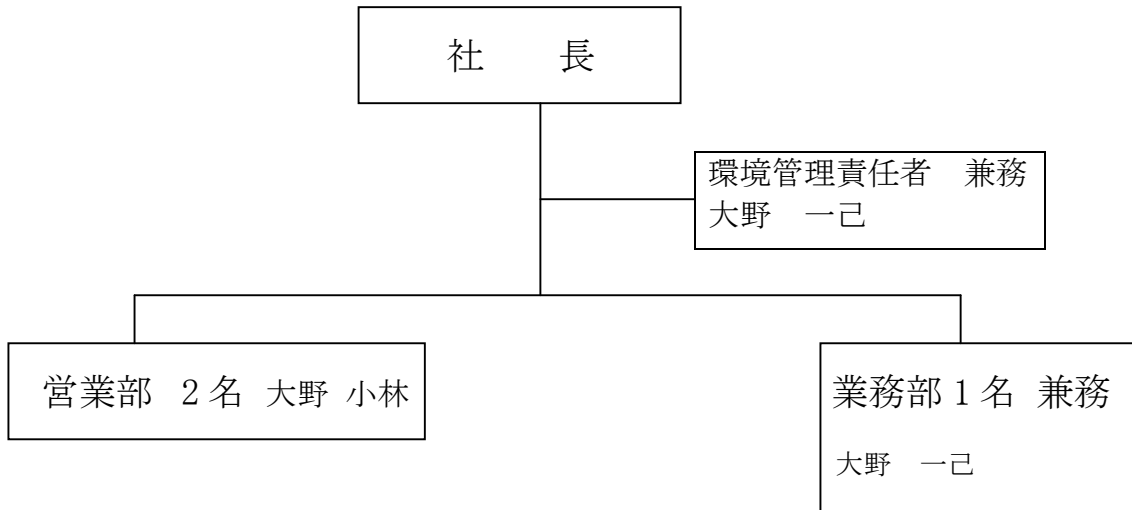 社　長
環境管理責任者　兼務
大野　一己
営業部 2名 大野 小林
業務部1名 兼務
大野　一己